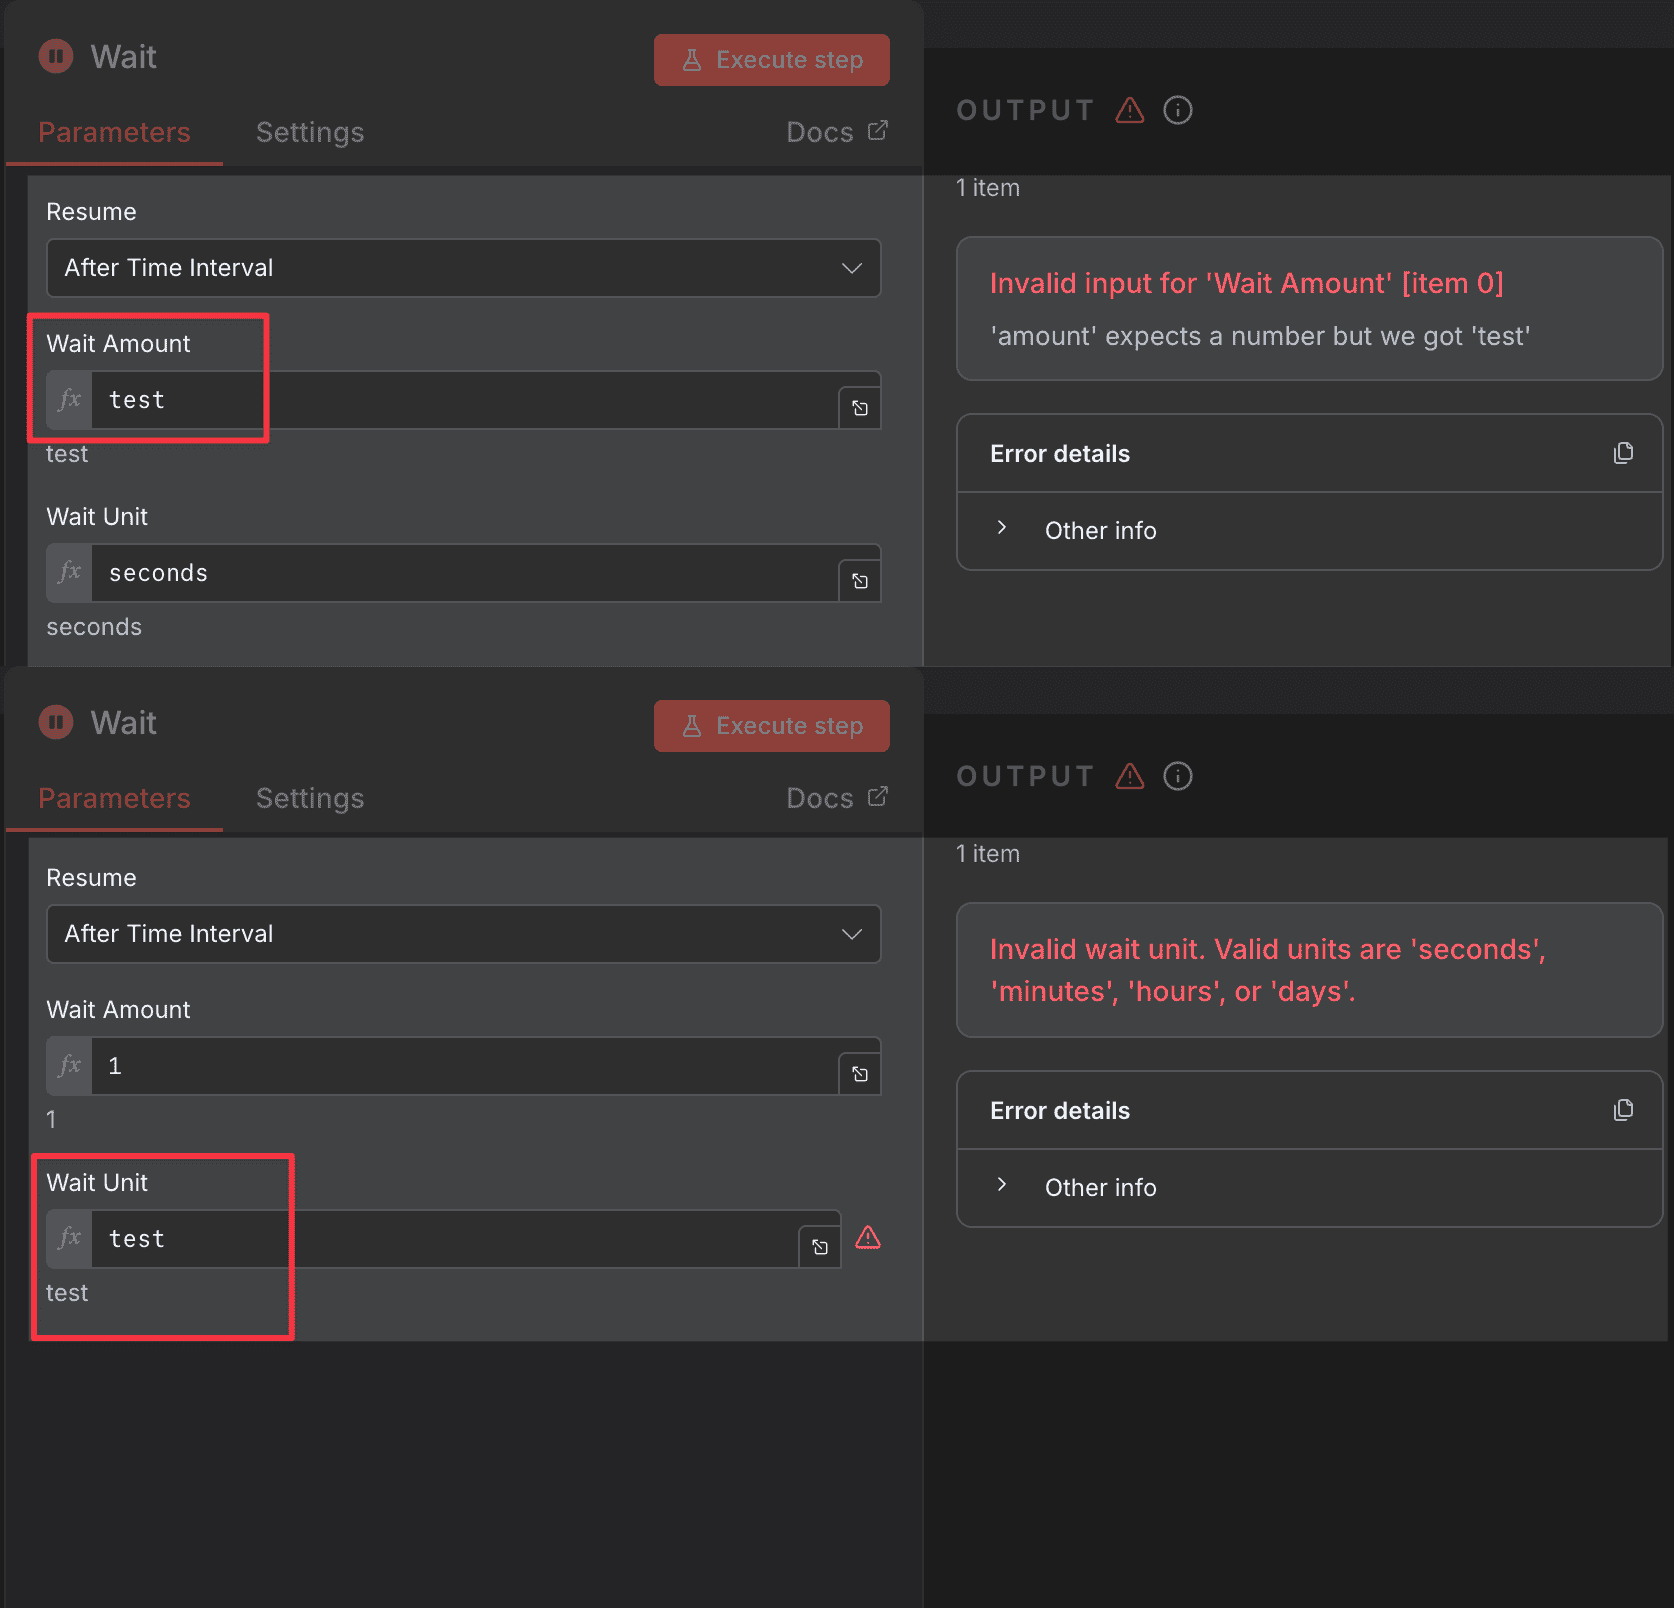 Wait
Execute step
Parameters
Settings
Docs
Resume
After Time Interval
Wait Amount
fx
test
test
Wait Unit
fx
seconds
seconds
OUTPUT
1 item
Invalid input for 'Wait Amount' [item 0]
'amount' expects a number but we got 'test'
Error details
Other info
Wait
Execute step
Parameters
Settings
Docs
Resume
After Time Interval
Wait Amount
fx
1
1
Wait Unit
fx
test
test
OUTPUT
1 item
Invalid wait unit. Valid units are 'seconds',
'minutes', 'hours', or 'days'.
Error details
Other info